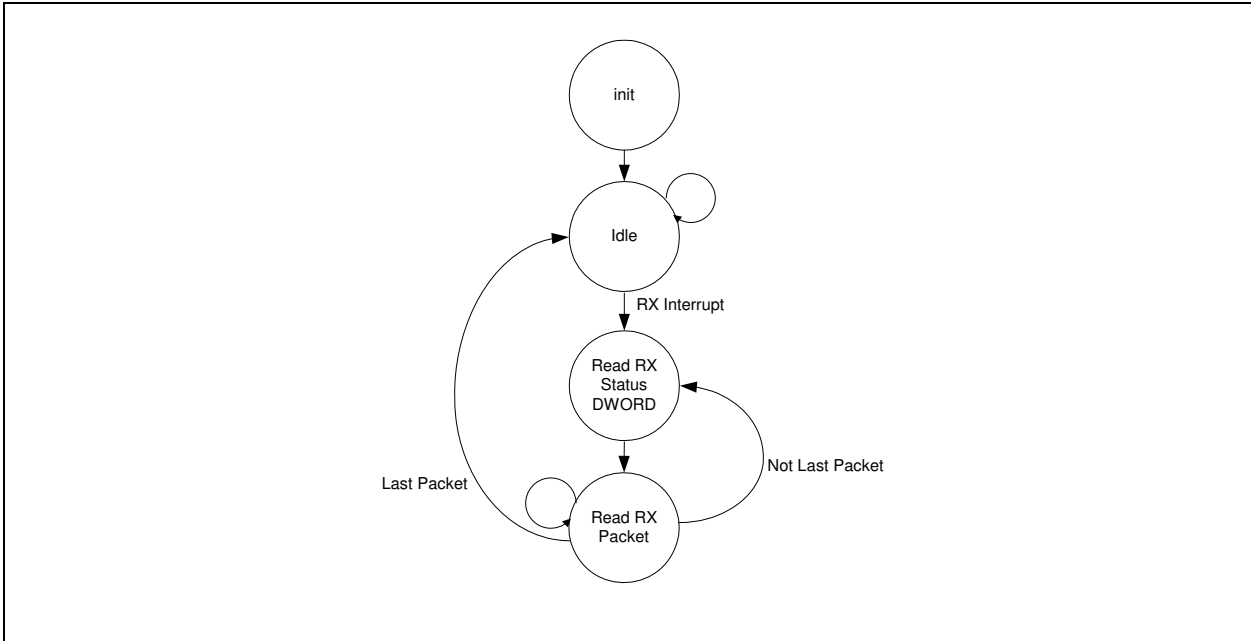 init
Idle
RX Interrupt
Read RX
Status
DWORD
Not Last Packet
Last Packet
Read RX
Packet